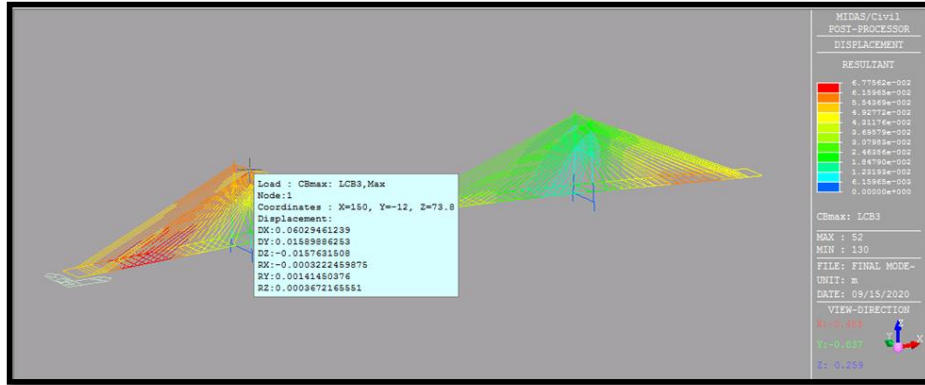 Load : CBmax: LCB3,Max
Node:1
Coordinates : X=150, Y=-12, Z=73.8
Displacement:
DX:0.06029461239
DY:0.01589886253
DZ:-0.0157631508
RX:-0.0003222459875
RY:0.00141450376
RZ:0.0003672165551
MIDAS/Civil
POST-PROCESSOR
DISPLACEMENT
RESULTANT
6.77562e-002
6.15965e-002
5.54369e-002
4.92772e-002
4.31176e-002
3.69579e-002
3.07983e-002
2.46386e-002
1.84790e-002
1.23193e-002
6.15965e-003
0.00000e+000
CBmax: LCB3
MAX : 52
MIN : 130
FILE: FINAL MODE~
UNIT: m
DATE: 09/15/2020
VIEW-DIRECTION
Y:-0.837
Z: 0.259